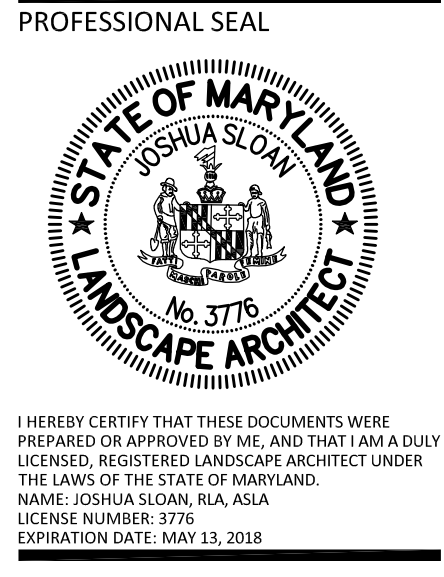 PROFESSIONAL SEAL
STATE OF MARYLAND
JOSHUA SLOAN
FATTI MASCHI PAROLE FEMINE
No. 3776
LANDSCAPE ARCHITECT
I HEREBY CERTIFY THAT THESE DOCUMENTS WERE
PREPARED OR APPROVED BY ME, AND THAT I AM A DULY
LICENSED, REGISTERED LANDSCAPE ARCHITECT UNDER
THE LAWS OF THE STATE OF MARYLAND.
NAME: JOSHUA SLOAN, RLA, ASLA
LICENSE NUMBER: 3776
EXPIRATION DATE: MAY 13, 2018